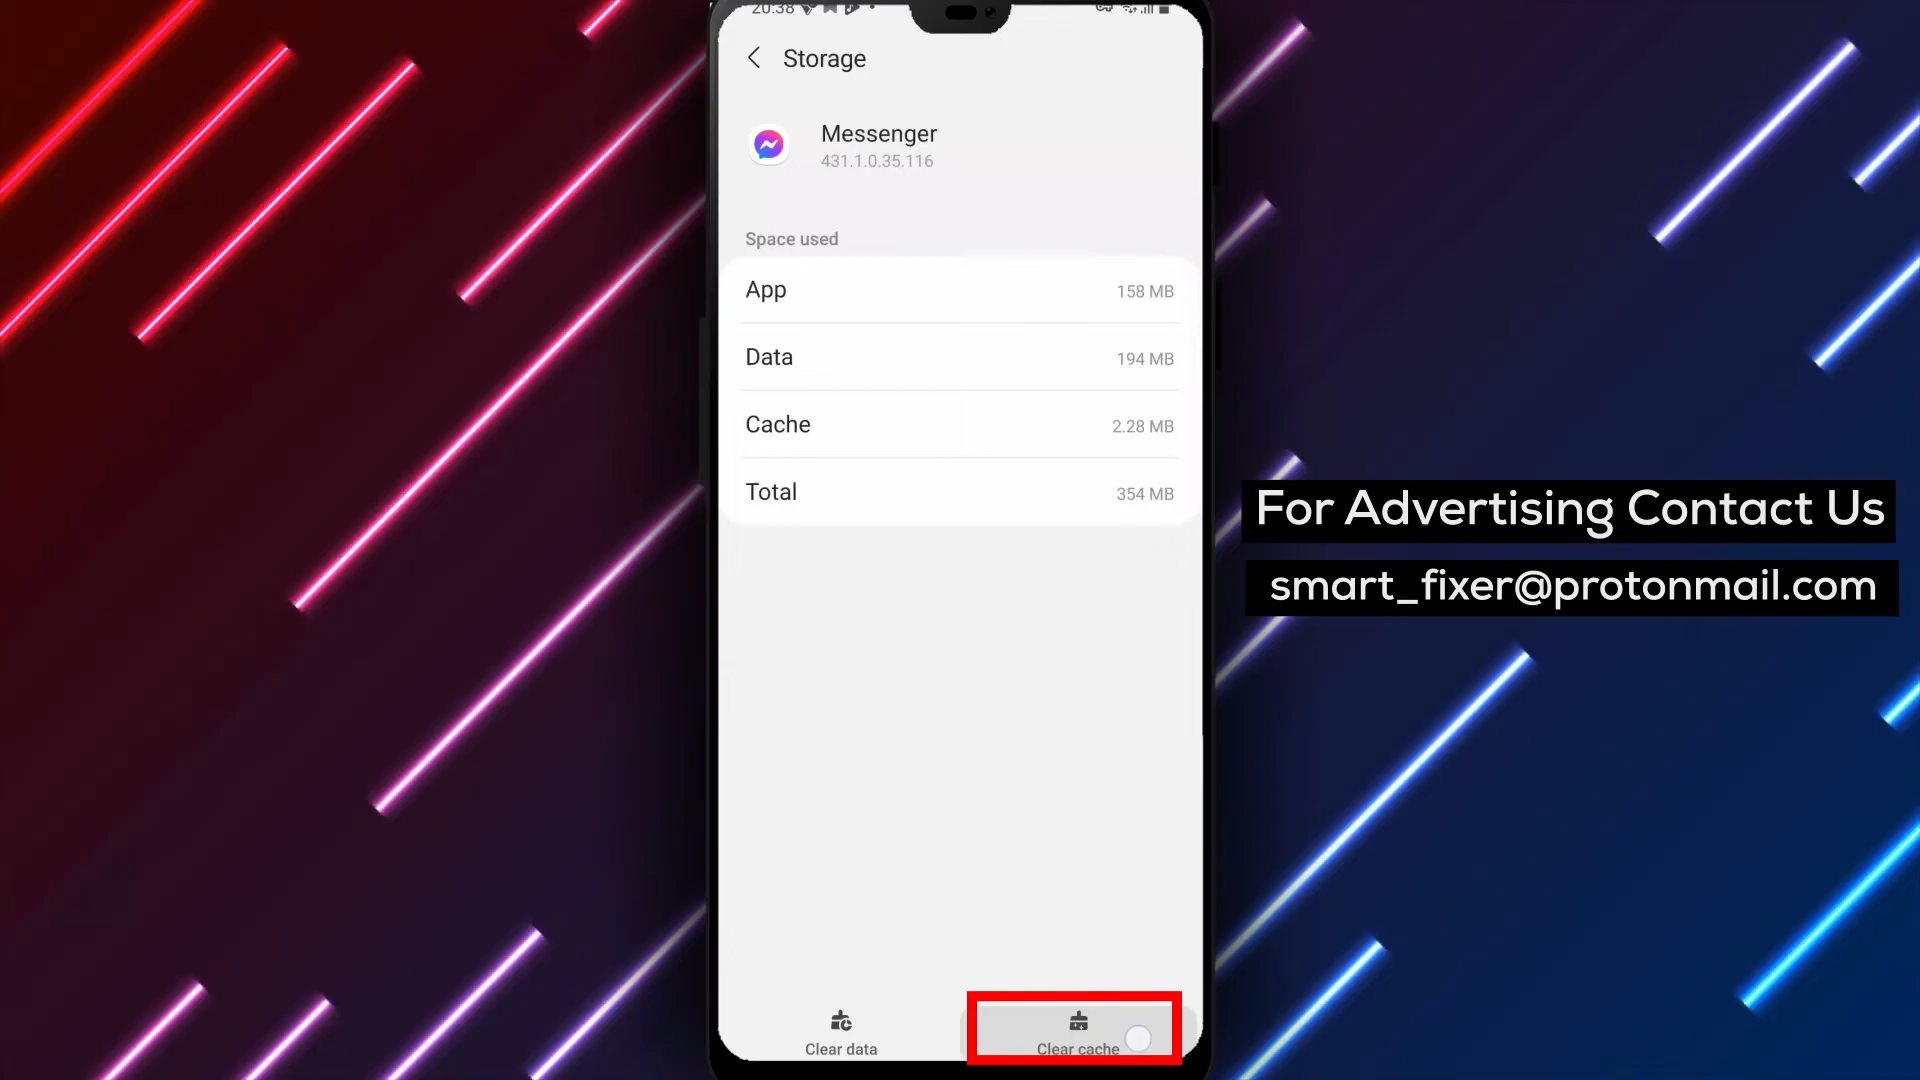 20:38
Storage
Messenger
431.1.0.35.116
Space used
App 158 MB
Data 194 MB
Cache 2.28 MB
Total 354 MB
For Advertising Contact Us
smart_fixer@protonmail.com
Clear data Clear cache